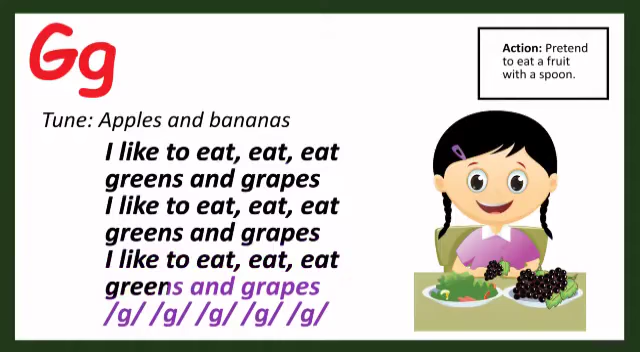 Gg
Action: Pretend
to eat a fruit
with a spoon.
Tune: Apples and bananas
I like to eat, eat, eat
greens and grapes
I like to eat, eat, eat
greens and grapes
I like to eat, eat, eat
greens and grapes
/g/ /g/ /g/ /g/ /g/